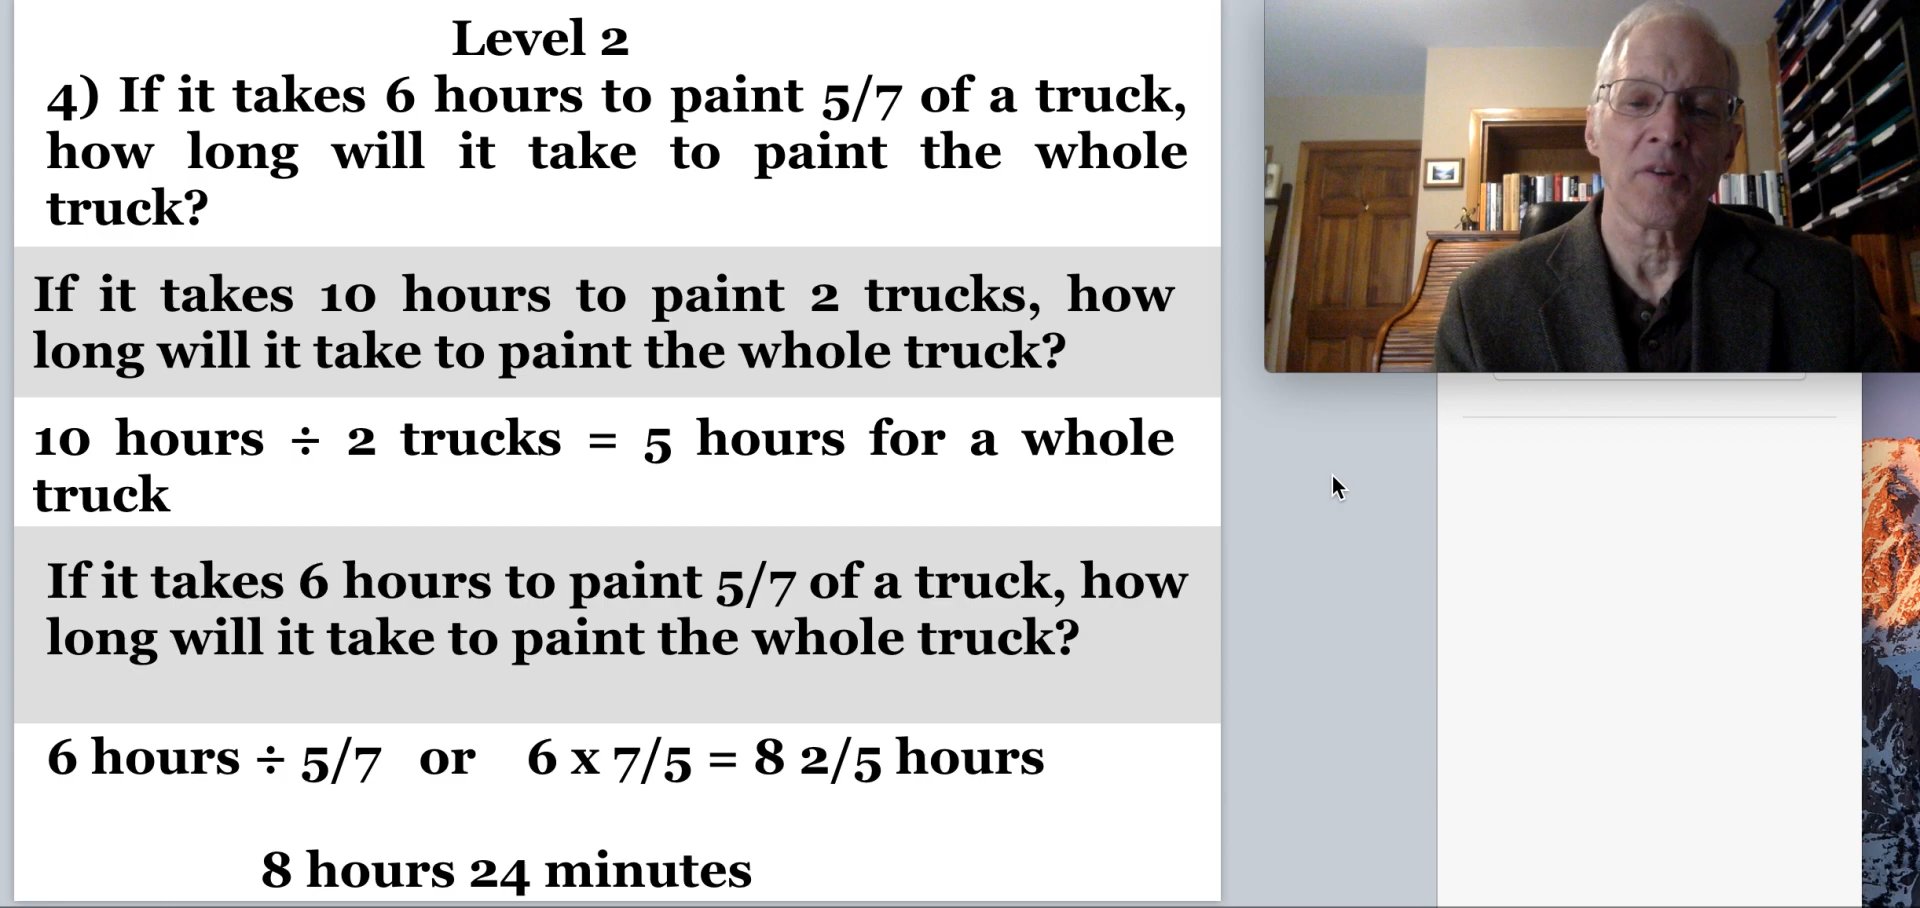 Level 2
4) If it takes 6 hours to paint 5/7 of a truck,
how long will it take to paint the whole
truck?
If it takes 10 hours to paint 2 trucks, how
long will it take to paint the whole truck?
10 hours ÷ 2 trucks = 5 hours for a whole
truck
If it takes 6 hours to paint 5/7 of a truck, how
long will it take to paint the whole truck?
6 hours ÷ 5/7 or 6 x 7/5 = 8 2/5 hours
8 hours 24 minutes